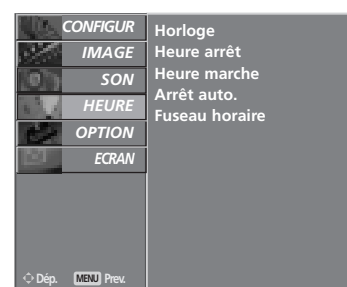 CONFIGUR
IMAGE
SON
HEURE
OPTION
ECRAN
Horloge
Heure arrêt
Heure marche
Arrêt auto.
Fuseau horaire
Dép. MENU Prev.